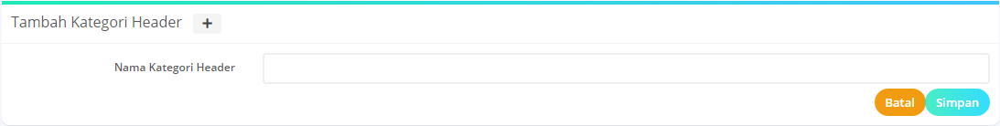 Tambah Kategori Header +
Nama Kategori Header
Batal Simpan